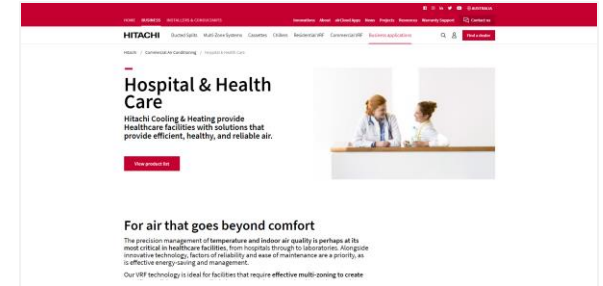 AUSTRALIA
HOME BUSINESS INSTALLERS & CONSULTANTS
Innovations About airCloud Apps News Projects Resources Warranty Support Contact us
HITACHI Ducted Splits Multi-Zone Systems Cassettes Chillers Residential VRF Commercial VRF Business applications Find a dealer
Hitachi / Commercial Air Conditioning / Hospital & Health Care
Hospital & Health
Care
Hitachi Cooling & Heating provide
Healthcare facilities with solutions that
provide efficient, healthy, and reliable air.
View product list
For air that goes beyond comfort
The precision management of temperature and indoor air quality is perhaps at its
most critical in healthcare facilities, from hospitals through to laboratories. Alongside
innovative technology, factors of reliability and ease of maintenance are a priority, as
is effective energy-saving and management.
Our VRF technology is ideal for facilities that require effective multi-zoning to create